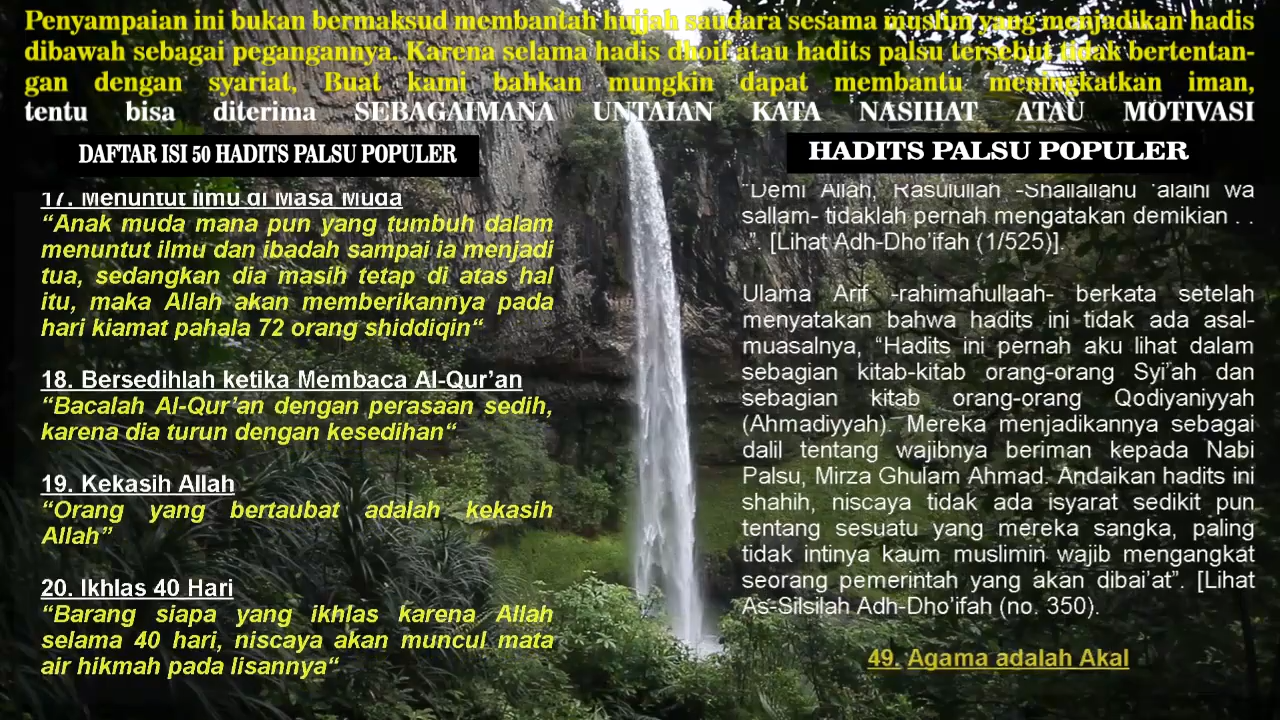 Penyampaian ini bukan bermaksud membantah hujjah saudara sesama muslim yang menjadikan hadis
dibawah sebagai pegangannya. Karena selama hadis dhoif atau hadits palsu tersebut tidak bertentan-
gan dengan syariat, Buat kami bahkan mungkin dapat membantu meningkatkan iman,
tentu bisa diterima SEBAGAIMANA UNTAIAN KATA NASIHAT ATAU MOTIVASI
DAFTAR ISI 50 HADITS PALSU POPULER
17. Menuntut ilmu di Masa Muda
“Anak muda mana pun yang tumbuh dalam
menuntut ilmu dan ibadah sampai ia menjadi
tua, sedangkan dia masih tetap di atas hal
itu, maka Allah akan memberikannya pada
hari kiamat pahala 72 orang shiddiqin“
18. Bersedihlah ketika Membaca Al-Qur’an
“Bacalah Al-Qur’an dengan perasaan sedih,
karena dia turun dengan kesedihan“
19. Kekasih Allah
“Orang yang bertaubat adalah kekasih
Allah”
20. Ikhlas 40 Hari
“Barang siapa yang ikhlas karena Allah
selama 40 hari, niscaya akan muncul mata
air hikmah pada lisannya“
HADITS PALSU POPULER
“Demi Allah, Rasulullah -Shallallahu ‘alaihi wa
sallam- tidaklah pernah mengatakan demikian . .
.”. [Lihat Adh-Dho’ifah (1/525)].
Ulama Arif -rahimahullaah- berkata setelah
menyatakan bahwa hadits ini tidak ada asal-
muasalnya, “Hadits ini pernah aku lihat dalam
sebagian kitab-kitab orang-orang Syi’ah dan
sebagian kitab orang-orang Qodiyaniyyah
(Ahmadiyyah). Mereka menjadikannya sebagai
dalil tentang wajibnya beriman kepada Nabi
Palsu, Mirza Ghulam Ahmad. Andaikan hadits ini
shahih, niscaya tidak ada isyarat sedikit pun
tentang sesuatu yang mereka sangka, paling
tidak intinya kaum muslimin wajib mengangkat
seorang pemerintah yang akan dibai’at”. [Lihat
As-Silsilah Adh-Dho’ifah (no. 350).
49. Agama adalah Akal